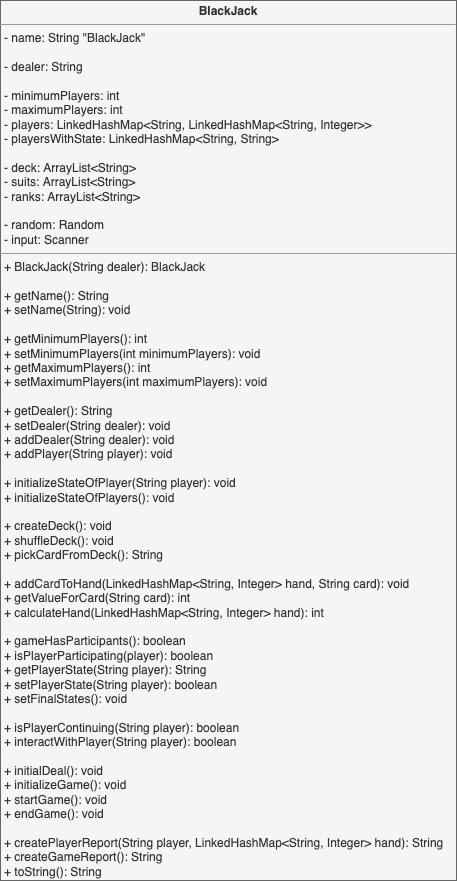 BlackJack
- name: String "BlackJack"
- dealer: String
- minimumPlayers: int
- maximumPlayers: int
- players: LinkedHashMap<String, LinkedHashMap<String, Integer>>
- playersWithState: LinkedHashMap<String, String>
- deck: ArrayList<String>
- suits: ArrayList<String>
- ranks: ArrayList<String>
- random: Random
- input: Scanner
+ BlackJack(String dealer): BlackJack
+ getName(): String
+ setName(String): void
+ getMinimumPlayers(): int
+ setMinimumPlayers(int minimumPlayers): void
+ getMaximumPlayers(): int
+ setMaximumPlayers(int maximumPlayers): void
+ getDealer(): String
+ setDealer(String dealer): void
+ addDealer(String dealer): void
+ addPlayer(String player): void
+ initializeStateOfPlayer(String player): void
+ initializeStateOfPlayers(): void
+ createDeck(): void
+ shuffleDeck(): void
+ pickCardFromDeck(): String
+ addCardToHand(LinkedHashMap<String, Integer> hand, String card): void
+ getValueForCard(String card): int
+ calculateHand(LinkedHashMap<String, Integer> hand): int
+ gameHasParticipants(): boolean
+ isPlayerParticipating(player): boolean
+ getPlayerState(String player): String
+ setPlayerState(String player): boolean
+ setFinalStates(): void
+ isPlayerContinuing(String player): boolean
+ interactWithPlayer(String player): boolean
+ initialDeal(): void
+ initializeGame(): void
+ startGame(): void
+ endGame(): void
+ createPlayerReport(String player, LinkedHashMap<String, Integer> hand): String
+ createGameReport(): String
+ toString(): String